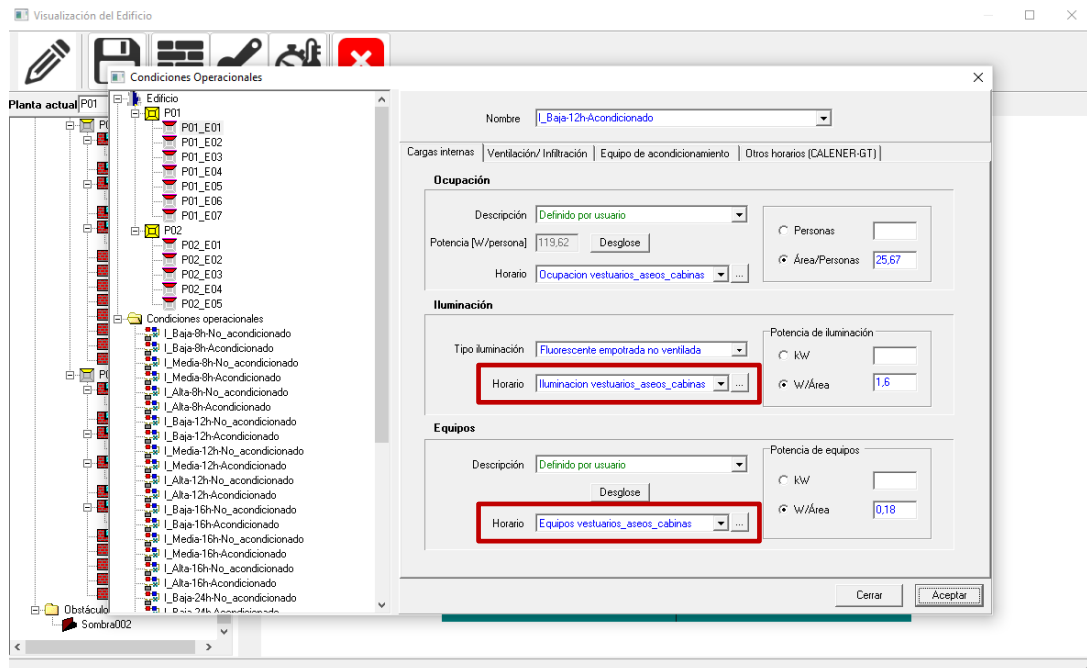 Visualización del Edificio
Condiciones Operacionales
Planta actual P01
Edificio
P01
P01_E01
P01_E02
P01_E03
P01_E04
P01_E05
P01_E06
P01_E07
P02
P02_E01
P02_E02
P02_E03
P02_E04
P02_E05
Condiciones operacionales
I_Baja-8h-No_acondicionado
I_Baja-8h-Acondicionado
I_Media-8h-No_acondicionado
I_Media-8h-Acondicionado
I_Alta-8h-No_acondicionado
I_Alta-8h-Acondicionado
I_Baja-12h-No_acondicionado
I_Baja-12h-Acondicionado
I_Media-12h-No_acondicionado
I_Media-12h-Acondicionado
I_Alta-12h-No_acondicionado
I_Alta-12h-Acondicionado
I_Baja-16h-No_acondicionado
I_Baja-16h-Acondicionado
I_Media-16h-No_acondicionado
I_Media-16h-Acondicionado
I_Alta-16h-No_acondicionado
I_Alta-16h-Acondicionado
I_Baja-24h-No_acondicionado
I_Baja-24h-Acondicionado
Obstáculo
Sombra002
Nombre I_Baja-12h-Acondicionado
Cargas internas Ventilación/ Infiltración Equipo de acondicionamiento Otros horarios (CALENER-GT)
Ocupación
Descripción Definido por usuario
Personas
Potencia [W/persona] 119,62 Desglose
Área/Personas 25,67
Horario Ocupacion vestuarios_aseos_cabinas ...
Iluminación
Potencia de iluminación
Tipo iluminación Fluorescente empotrada no ventilada
kW
Horario Iluminacion vestuarios_aseos_cabinas ...
W/Área 1,6
Equipos
Potencia de equipos
Descripción Definido por usuario
kW
Desglose
W/Área 0,18
Horario Equipos vestuarios_aseos_cabinas ...
Cerrar Aceptar